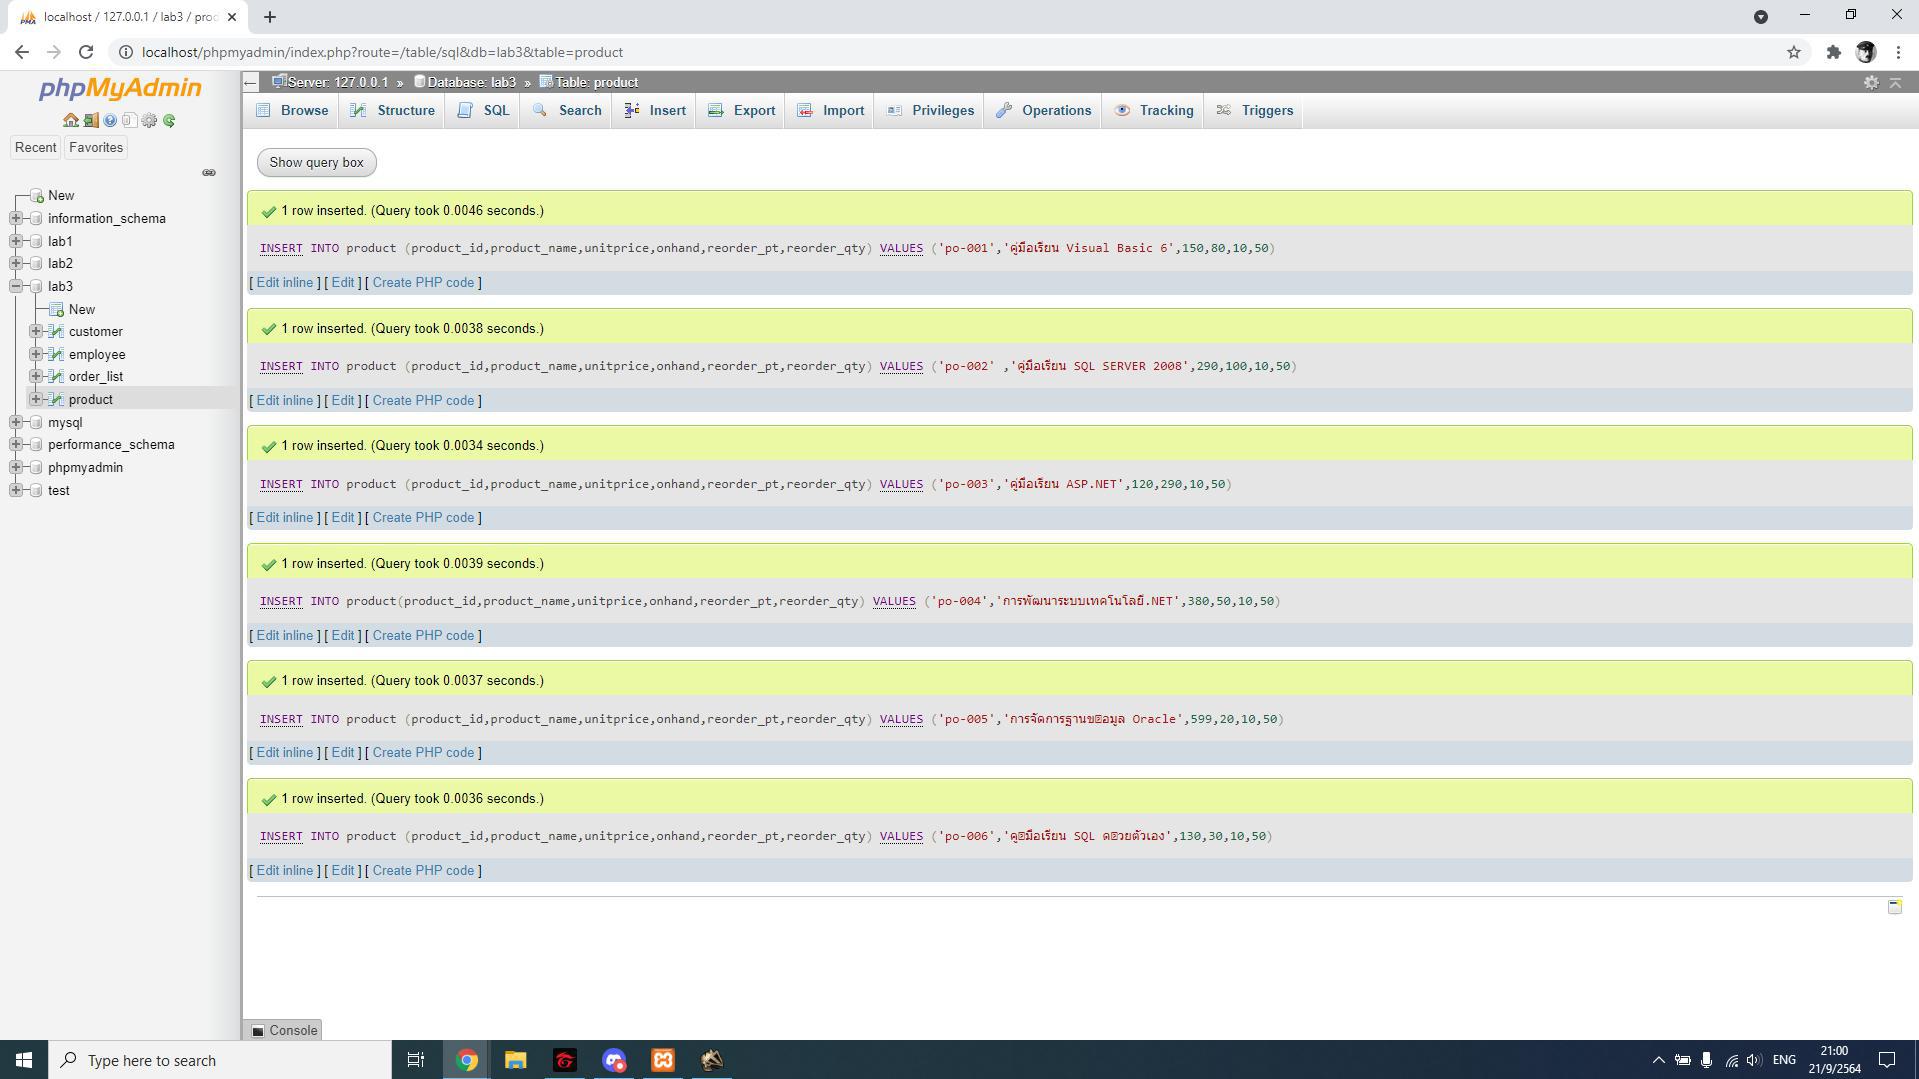 localhost / 127.0.0.1 / lab3 / prod
localhost/phpmyadmin/index.php?route=/table/sql&db=lab3&table=product
phpMyAdmin
Recent Favorites
New
information_schema
lab1
lab2
lab3
New
customer
employee
order_list
product
mysql
performance_schema
phpmyadmin
test
Server: 127.0.0.1 » Database: lab3 » Table: product
Browse Structure SQL Search Insert Export Import Privileges Operations Tracking Triggers
Show query box
1 row inserted. (Query took 0.0046 seconds.)
INSERT INTO product (product_id,product_name,unitprice,onhand,reorder_pt,reorder_qty) VALUES ('po-001','คู่มือเรียน Visual Basic 6',150,80,10,50)
[ Edit inline ] [ Edit ] [ Create PHP code ]
1 row inserted. (Query took 0.0038 seconds.)
INSERT INTO product (product_id,product_name,unitprice,onhand,reorder_pt,reorder_qty) VALUES ('po-002' ,'คู่มือเรียน SQL SERVER 2008',290,100,10,50)
[ Edit inline ] [ Edit ] [ Create PHP code ]
1 row inserted. (Query took 0.0034 seconds.)
INSERT INTO product (product_id,product_name,unitprice,onhand,reorder_pt,reorder_qty) VALUES ('po-003','คู่มือเรียน ASP.NET',120,290,10,50)
[ Edit inline ] [ Edit ] [ Create PHP code ]
1 row inserted. (Query took 0.0039 seconds.)
INSERT INTO product(product_id,product_name,unitprice,onhand,reorder_pt,reorder_qty) VALUES ('po-004','การพัฒนาระบบเทคโนโลยี.NET',380,50,10,50)
[ Edit inline ] [ Edit ] [ Create PHP code ]
1 row inserted. (Query took 0.0037 seconds.)
INSERT INTO product (product_id,product_name,unitprice,onhand,reorder_pt,reorder_qty) VALUES ('po-005','การจัดการฐานข�อมูล Oracle',599,20,10,50)
[ Edit inline ] [ Edit ] [ Create PHP code ]
1 row inserted. (Query took 0.0036 seconds.)
INSERT INTO product (product_id,product_name,unitprice,onhand,reorder_pt,reorder_qty) VALUES ('po-006','คู�มือเรียน SQL ด�วยตัวเอง',130,30,10,50)
[ Edit inline ] [ Edit ] [ Create PHP code ]
Console
Type here to search
ENG
21:00
21/9/2564